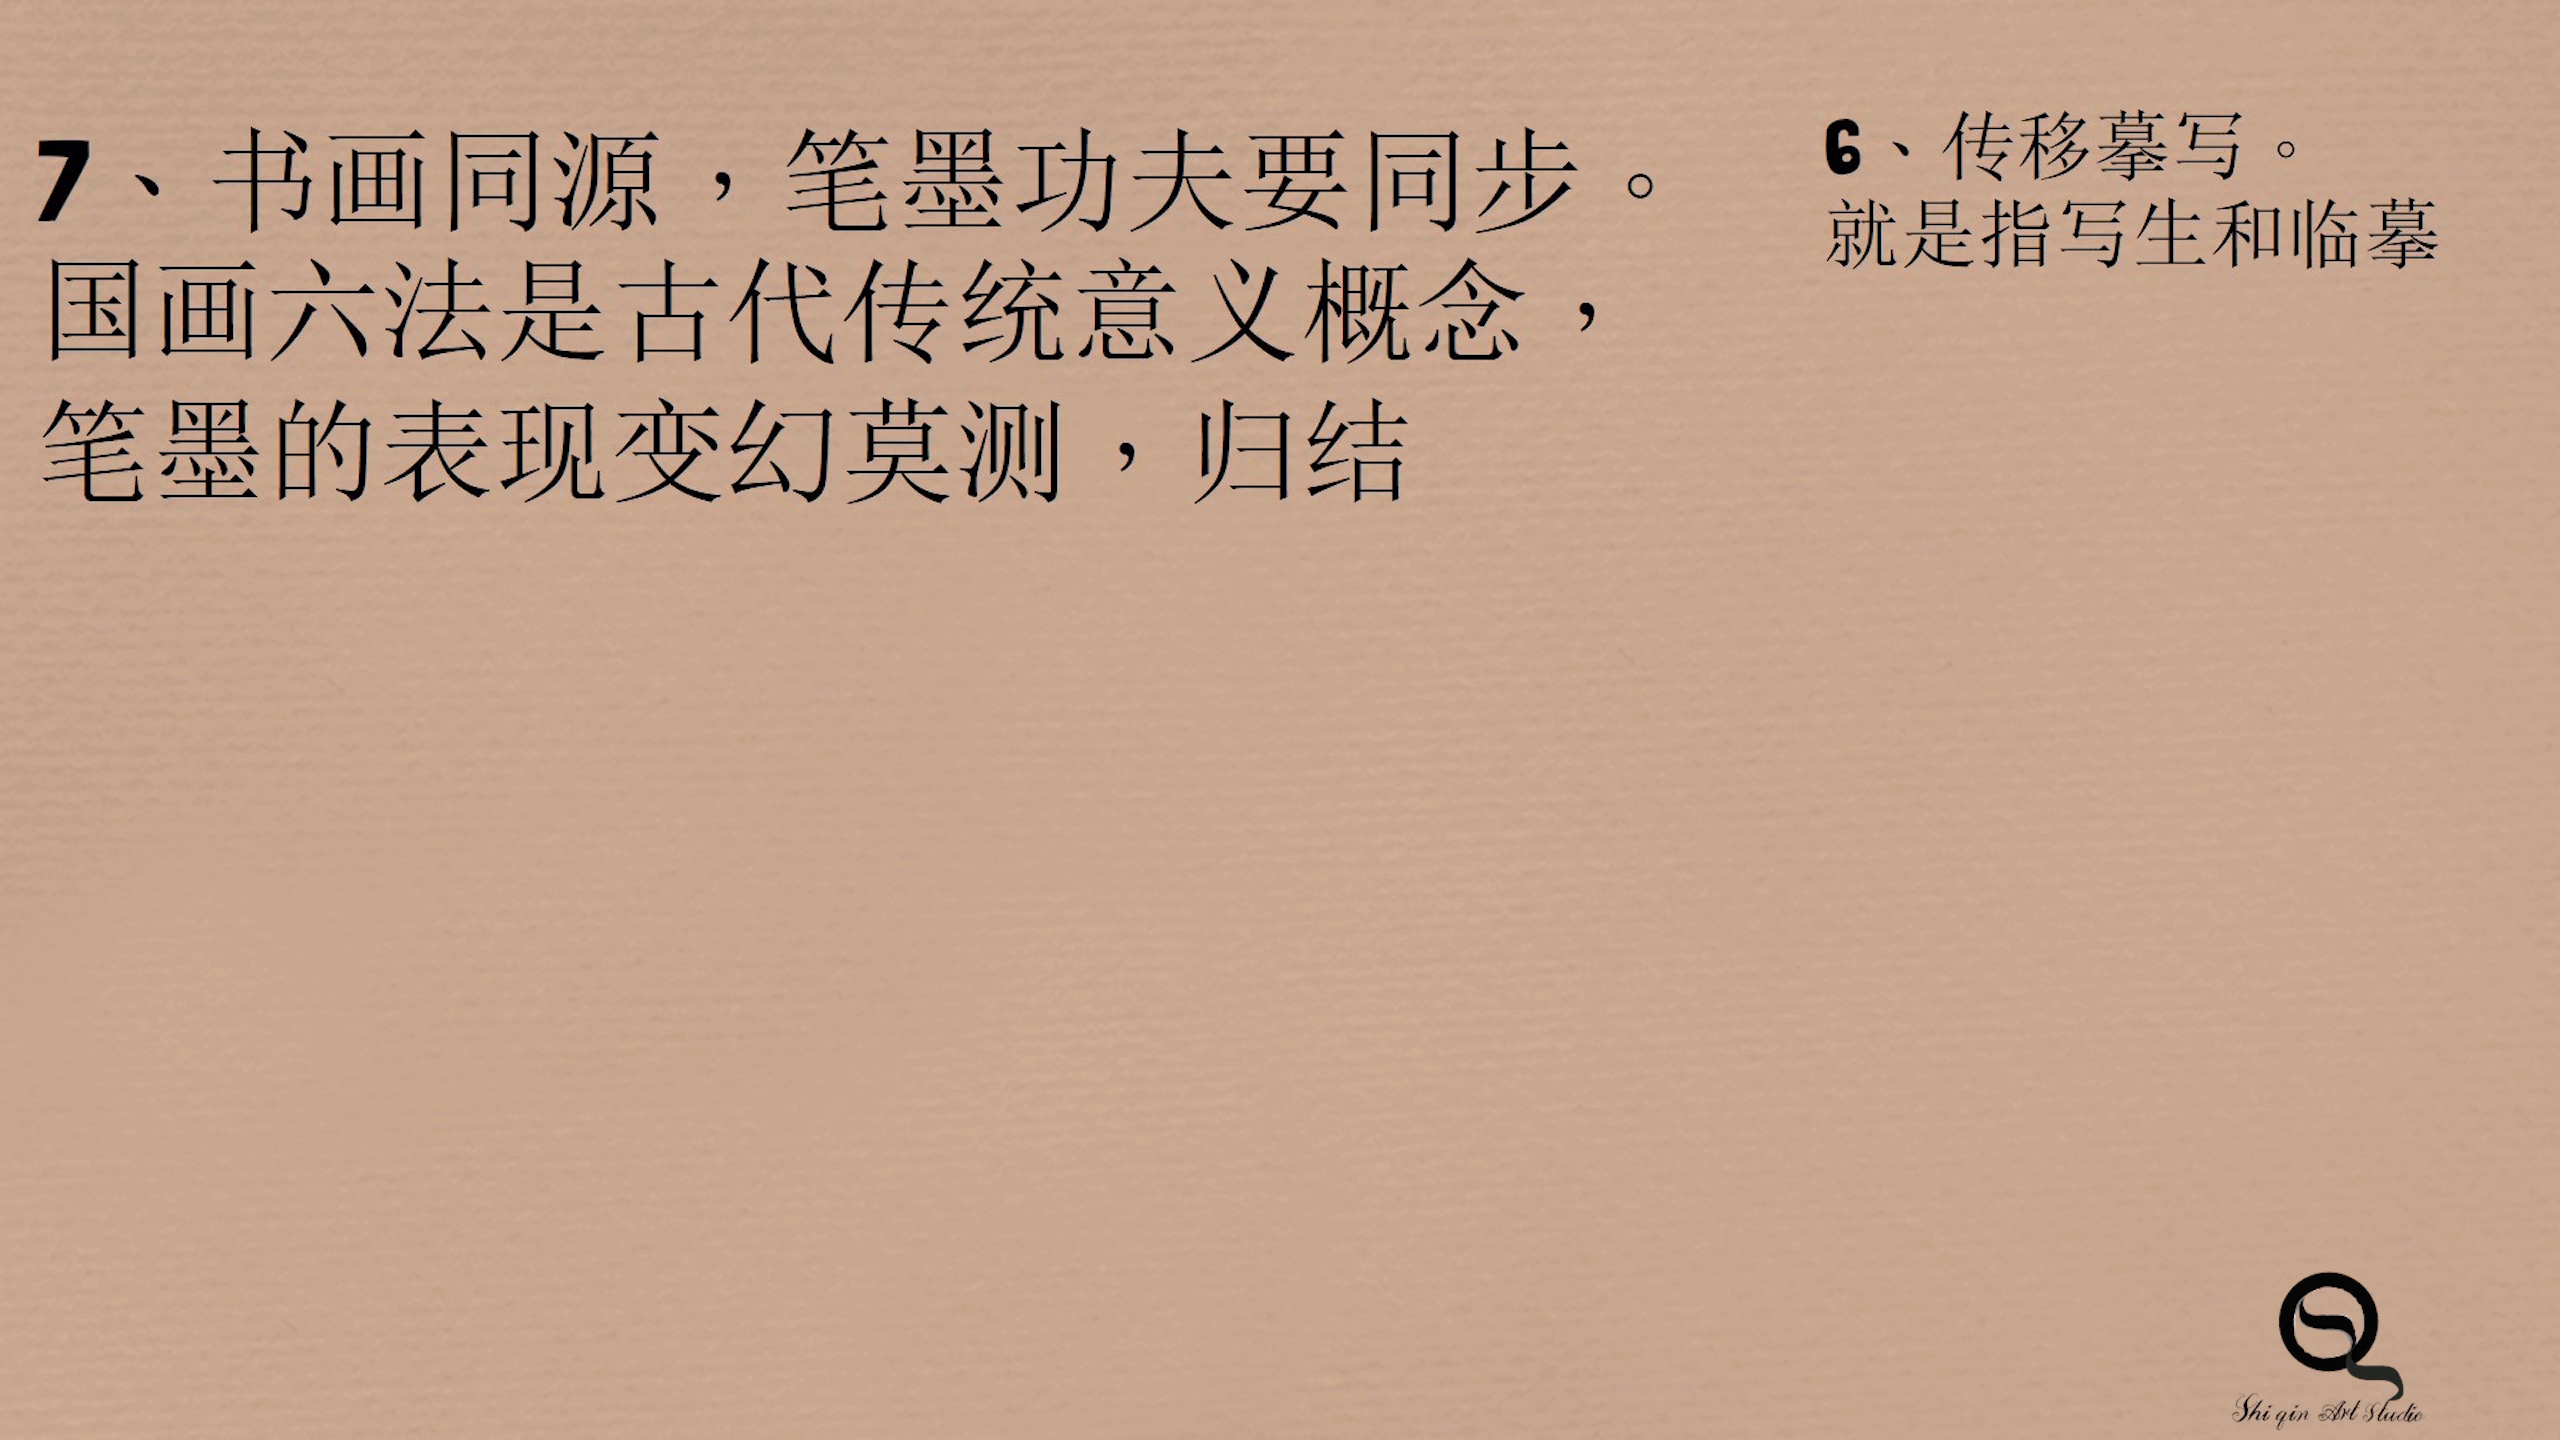 7、书画同源，笔墨功夫要同步。
国画六法是古代传统意义概念，
笔墨的表现变幻莫测，归结
6、传移摹写。
就是指写生和临摹
Shi qin Art Studio